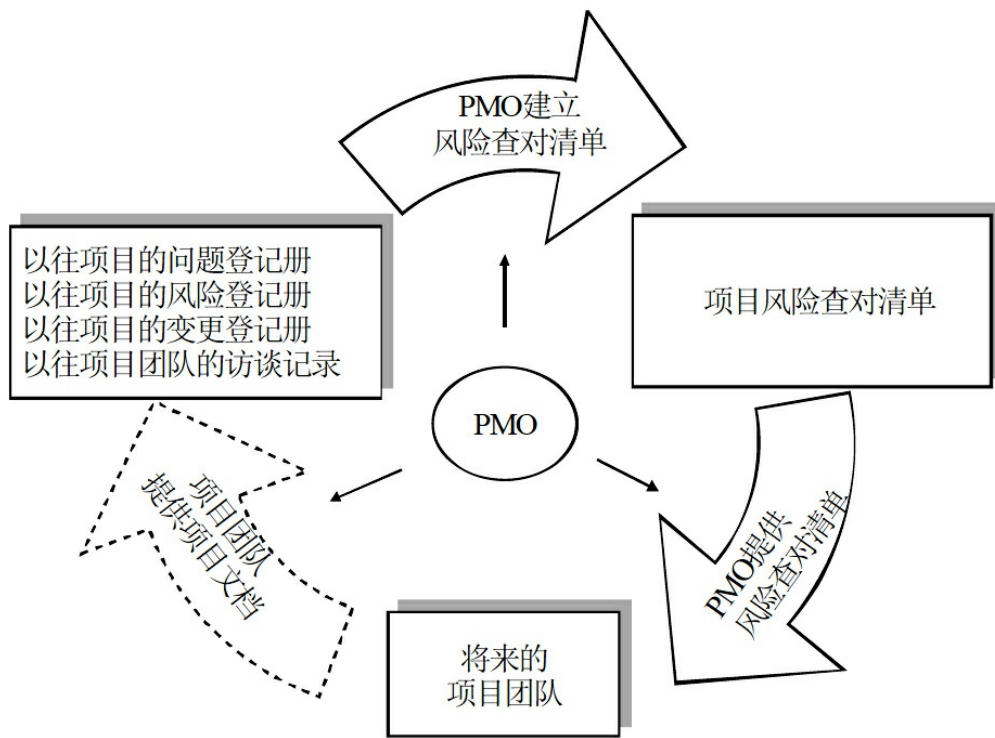 PMO建立
风险查对清单
以往项目的问题登记册
以往项目的风险登记册
以往项目的变更登记册
以往项目团队的访谈记录
项目风险查对清单
PMO
项目团队
提供项目文档
PMO提供
风险查对清单
将来的
项目团队